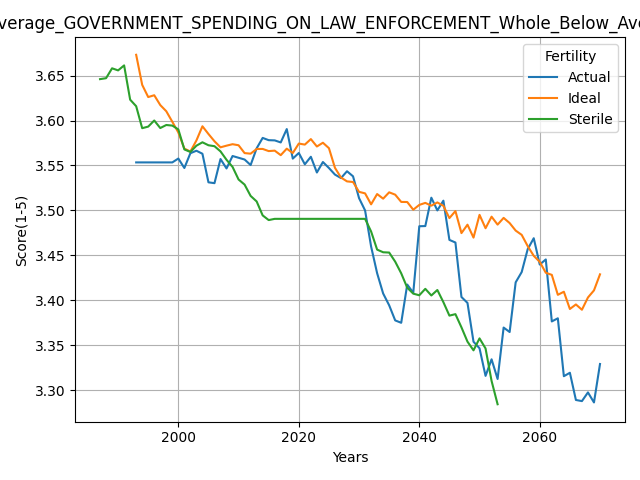 verage_GOVERNMENT_SPENDING_ON_LAW_ENFORCEMENT_Whole_Below_Ave
Fertility
Actual
Ideal
Sterile
Score(1-5)
3.65
3.60
3.55
3.50
3.45
3.40
3.35
3.30
2000
2020
2040
2060
Years